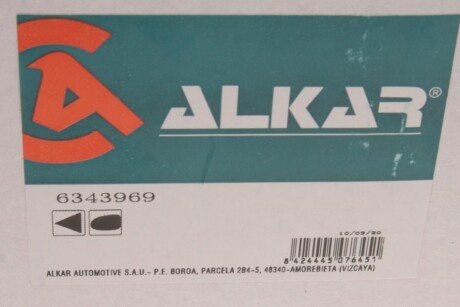 ALKAR®
6343969
10/09/20
8 424445 076451
ALKAR AUTOMOTIVE S.A.U.- P.E. BOROA, PARCELA 2B4-5, 48340-AMOREBIETA (VIZCAYA)